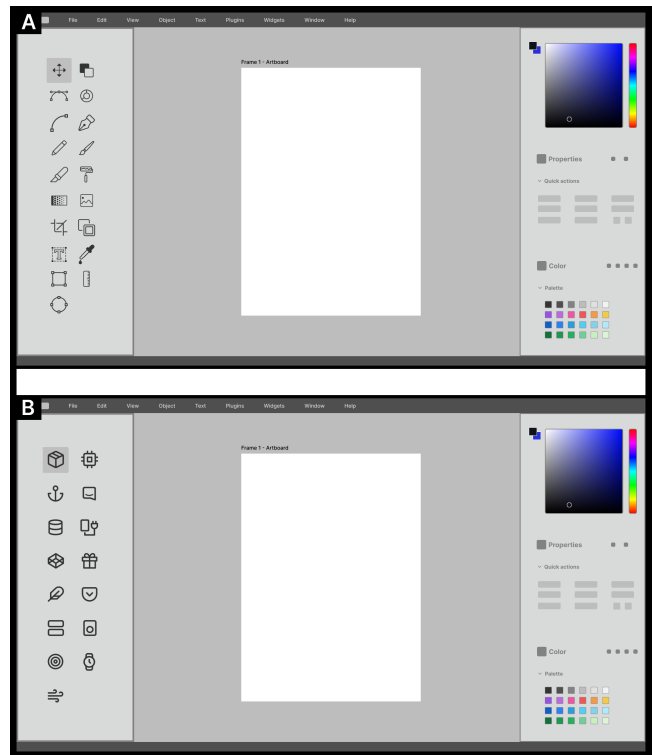 A
File Edit View Object Text Plugins Widgets Window Help
Frame 1 - Artboard
T
Properties
Quick actions
Color
Palette
B
File Edit View Object Text Plugins Widgets Window Help
Frame 1 - Artboard
Properties
Quick actions
Color
Palette